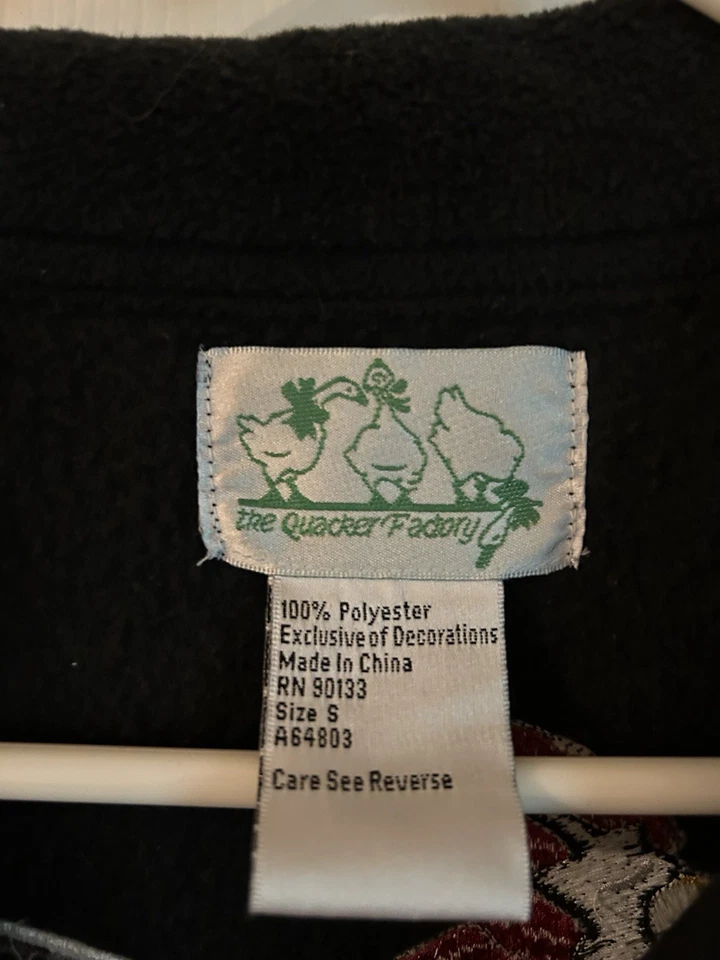 the Quacker Factory
100% Polyester
Exclusive of Decorations
Made In China
RN 90133
Size S
A64803
Care See Reverse